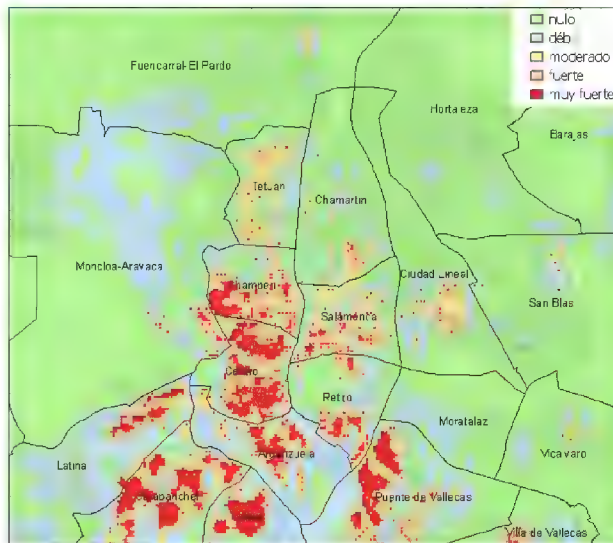 nulo
déb
moderado
fuerte
muy fuerte
Fuencarral-El Pardo
Hortaleza
Barajas
Tetuán
Chamartín
Moncloa-Aravaca
Ciudad Lineal
San Blas
Chamberí
Salamanca
Centro
Retiro
Moratalaz
Vicálvaro
Latina
Arganzuela
Carabanchel
Puente de Vallecas
Villa de Vallecas